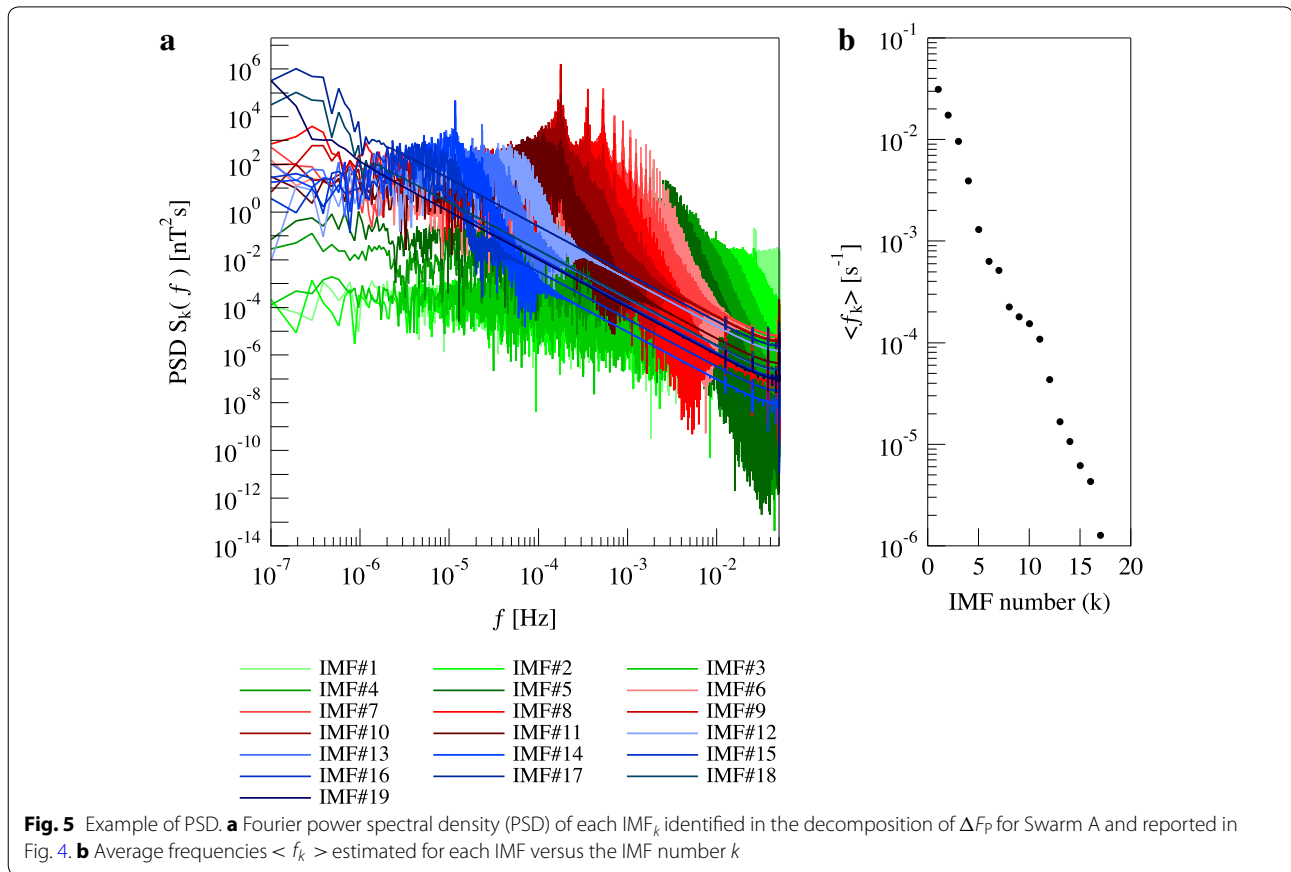 a
b
PSD S_k( f ) [nT^2 s]
10^6
10^4
10^2
10^0
10^-2
10^-4
10^-6
10^-8
10^-10
10^-12
10^-14
10^-7 10^-6 10^-5 10^-4 10^-3 10^-2
f [Hz]
<f_k> [s^-1]
10^-1
10^-2
10^-3
10^-4
10^-5
10^-6
0 5 10 15 20
IMF number (k)
IMF#1 IMF#2 IMF#3
IMF#4 IMF#5 IMF#6
IMF#7 IMF#8 IMF#9
IMF#10 IMF#11 IMF#12
IMF#13 IMF#14 IMF#15
IMF#16 IMF#17 IMF#18
IMF#19
Fig. 5 Example of PSD. a Fourier power spectral density (PSD) of each IMF_k identified in the decomposition of ΔF_P for Swarm A and reported in
Fig. 4. b Average frequencies < f_k > estimated for each IMF versus the IMF number k